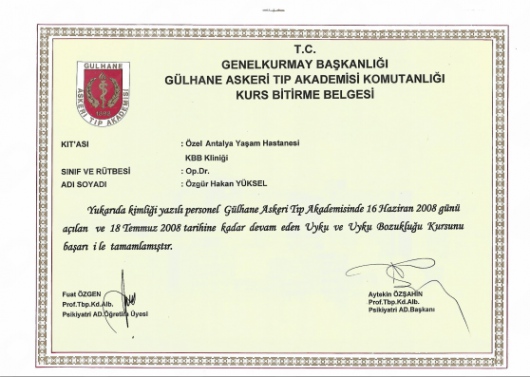 T.C.
GENELKURMAY BAŞKANLIĞI
GÜLHANE ASKERİ TIP AKADEMİSİ KOMUTANLIĞI
KURS BİTİRME BELGESİ
GÜLHANE
ASKERİ TIP AKADEMİSİ
1898
KIT'ASI : Özel Antalya Yaşam Hastanesi
KBB Kliniği
SINIF VE RÜTBESİ : Op.Dr.
ADI SOYADI : Özgür Hakan YÜKSEL
Yukarıda kimliği yazılı personel Gülhane Askeri Tıp Akademisinde 16 Haziran 2008 günü
açılan ve 18 Temmuz 2008 tarihine kadar devam eden Uyku ve Uyku Bozukluğu Kursunu
başarı i le tamamlamıştır.
Fuat ÖZGEN
Prof.Tbp.Kd.Alb.
Psikiyatri AD.Öğretim Üyesi
Aytekin ÖZŞAHİN
Prof.Tbp.Kd.Alb.
Psikiyatri AD.Başkanı